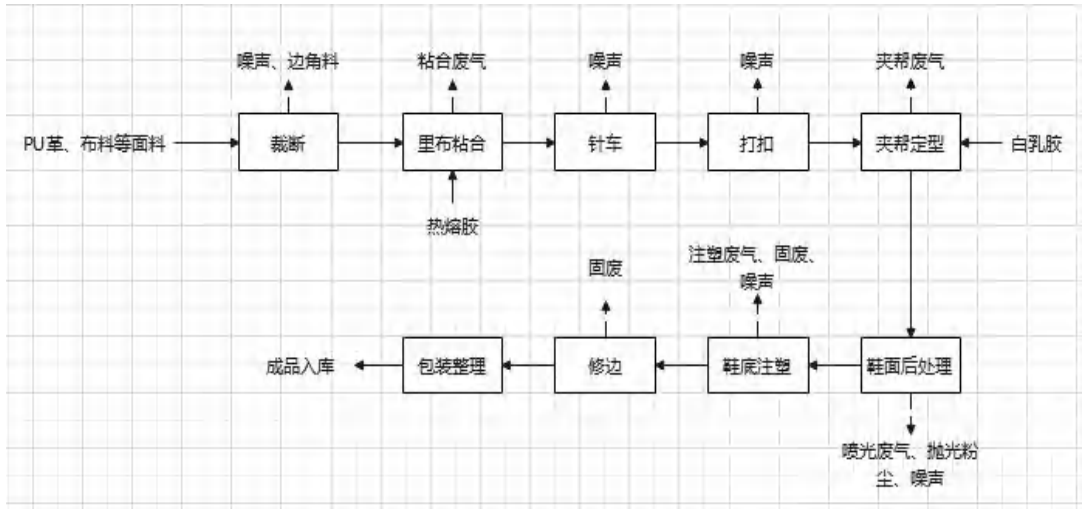 噪声、边角料
粘台废气
噪声
噪声
夹帮废气
PU革、布料等面料
裁断
里布粘台
针车
打扣
夹帮定型
白乳胶
热熔胶
固废
注塑废气、固废、
噪声
成品入库
包装整理
修边
鞋底注塑
鞋面后处理
喷光废气、抛光粉
尘、噪声